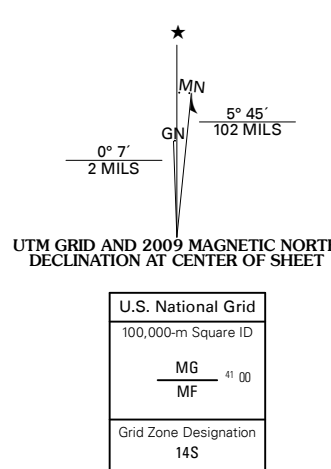 MN
5° 45´
102 MILS
GN
0° 7´
2 MILS
UTM GRID AND 2009 MAGNETIC NORTH
DECLINATION AT CENTER OF SHEET
U.S. National Grid
100,000-m Square ID
MG
41 00
MF
Grid Zone Designation
14S